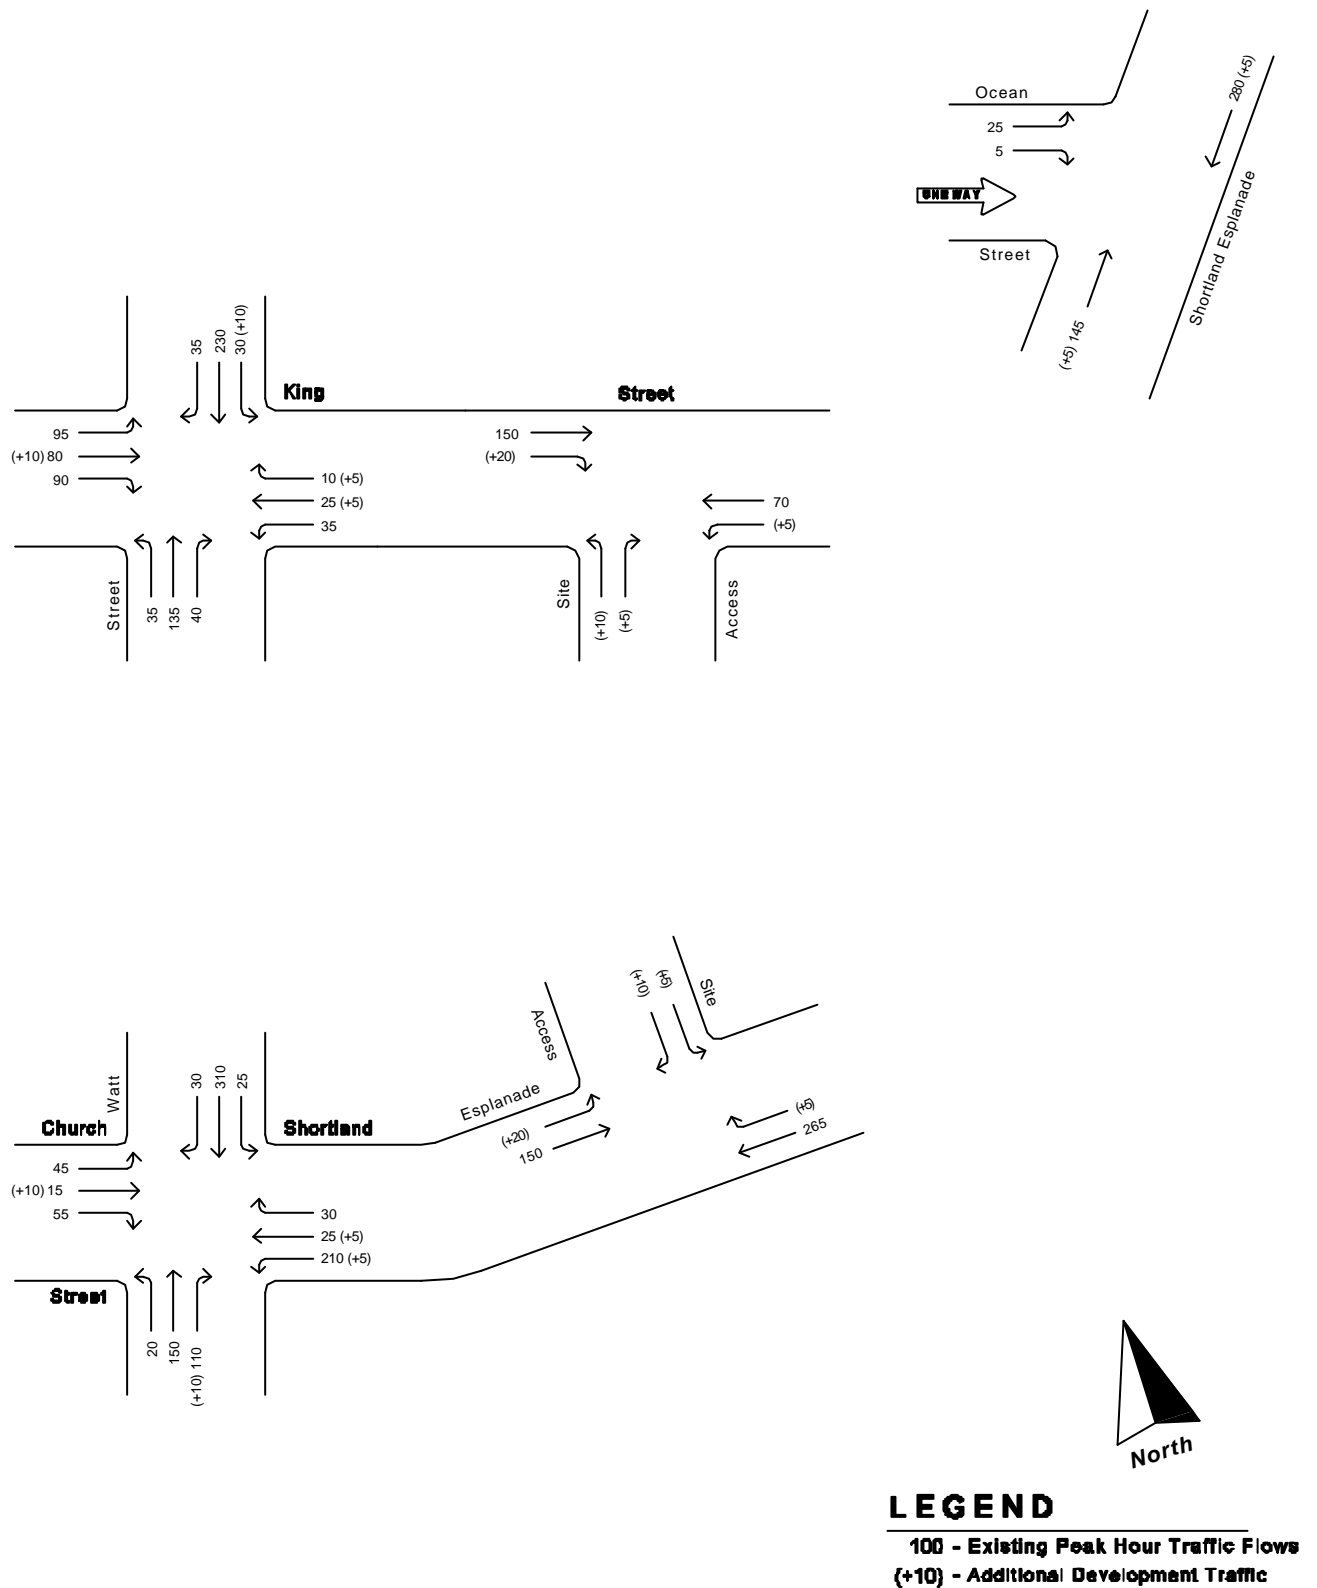 Ocean
280 (+5)
25
5
ONE WAY
Street
Shortland Esplanade
(+5) 145
35
230
30 (+10)
King Street
95
(+10) 80
90
10 (+5)
25 (+5)
35
150
(+20)
70
(+5)
Street
35
135
40
Site
(+10)
(+5)
Access
(+10)
(+5)
Site
Access
Watt
30
310
25
Church
Shortland
Esplanade
45
(+10) 15
55
(+20)
150
(+5)
265
30
25 (+5)
210 (+5)
Street
20
150
(+10) 110
North
LEGEND
100 - Existing Peak Hour Traffic Flows
(+10) - Additional Development Traffic